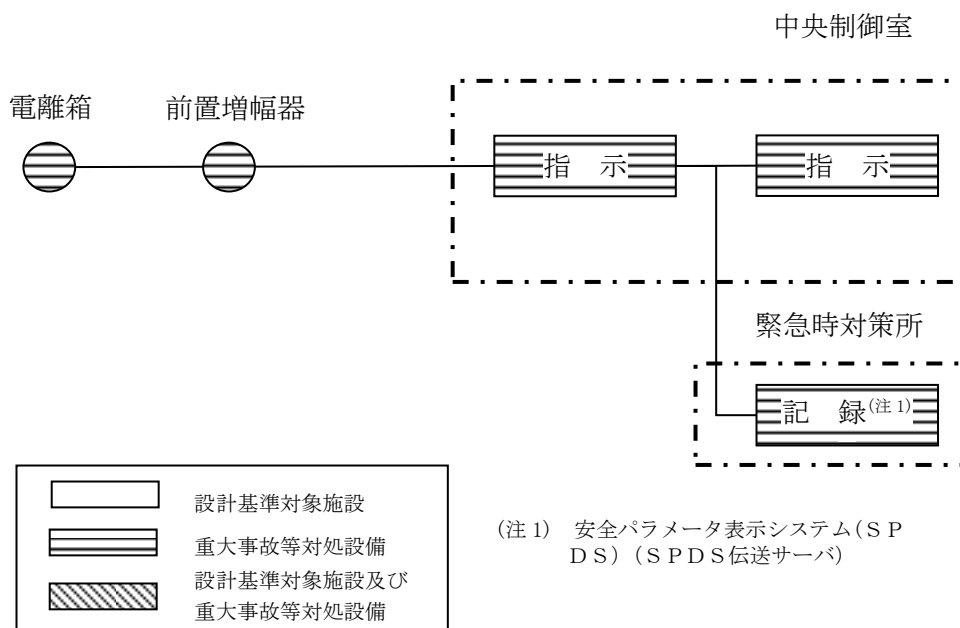 中央制御室
電離箱
前置増幅器
指　示
指　示
緊急時対策所
記　録(注1)
設計基準対象施設
重大事故等対処設備
設計基準対象施設及び
重大事故等対処設備
(注1)　安全パラメータ表示システム(ＳＰ
ＤＳ)(ＳＰＤＳ伝送サーバ)